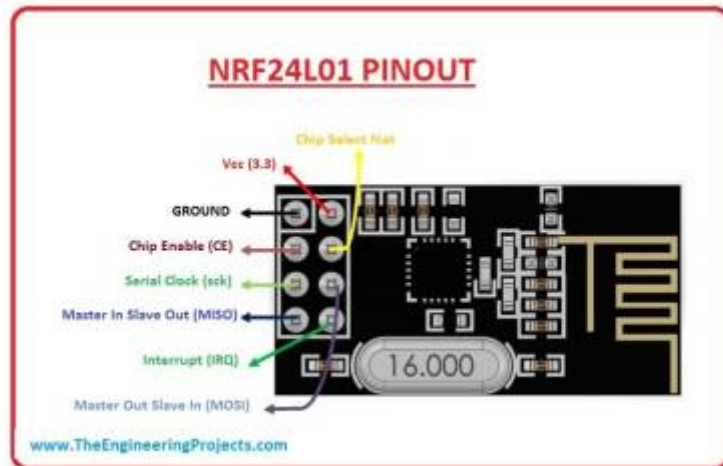 NRF24L01 PINOUT
Chip Select Not
Vcc (3.3)
GROUND
Chip Enable (CE)
Serial Clock (sck)
Master In Slave Out (MISO)
Interrupt (IRQ)
16.000
Master Out Slave In (MOSI)
www.TheEngineeringProjects.com